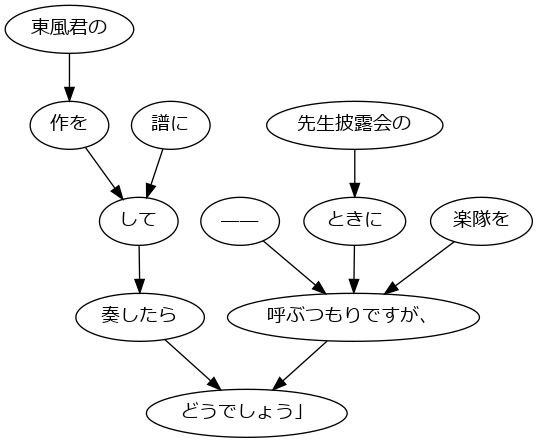 東風君の
作を
譜に
先生披露会の
して
――
ときに
楽隊を
奏したら
呼ぶつもりですが、
どうでしょう」